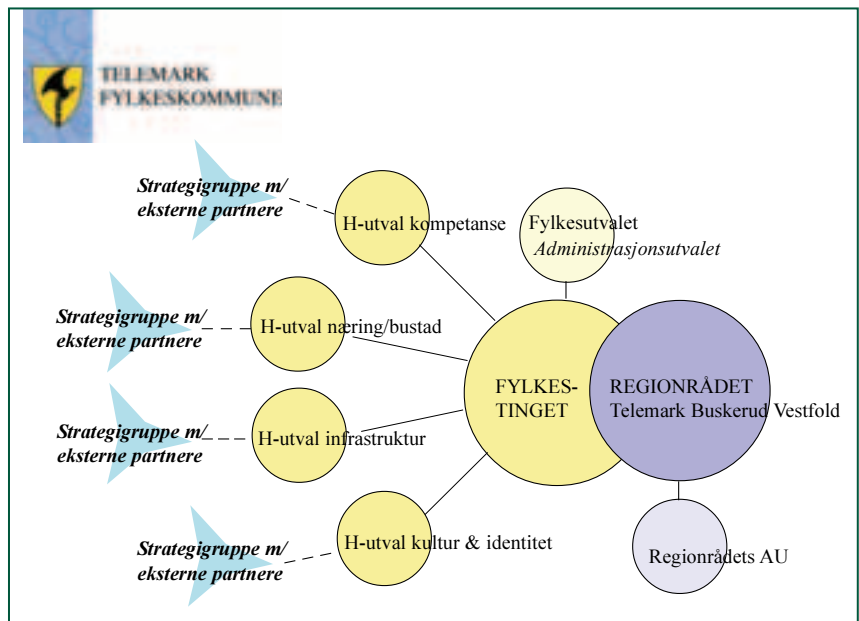 TELEMARK
FYLKESKOMMUNE
Strategigruppe m/
eksterne partnere
H-utval kompetanse
Fylkesutvalet
Administrasjonsutvalet
Strategigruppe m/
eksterne partnere
H-utval næring/bustad
FYLKES-
TINGET
REGIONRÅDET
Telemark Buskerud Vestfold
Strategigruppe m/
eksterne partnere
H-utval infrastruktur
Strategigruppe m/
eksterne partnere
H-utval kultur & identitet
Regionrådets AU